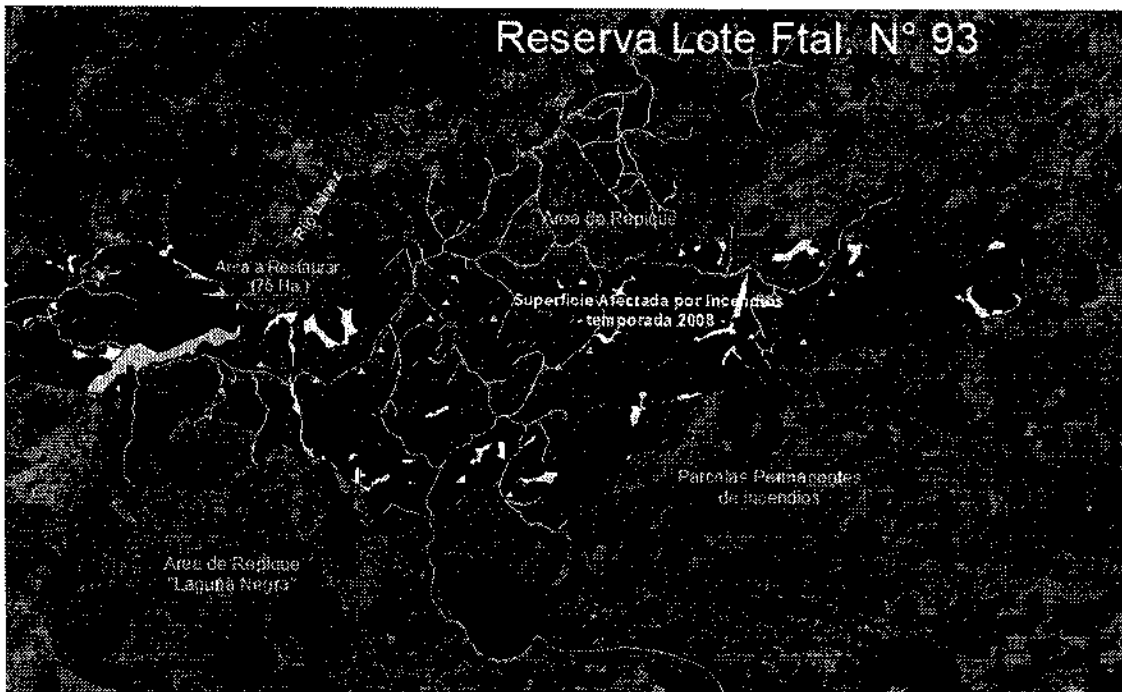 Reserva Lote Ftal. N° 93
Río
Area de Repique
Area a Restaurar
(75 Ha.)
Superficie Afectada por Incendios
- temporada 2008 -
Parcelas Permanentes
de Incendios
Area de Repique
"Laguna Negra"